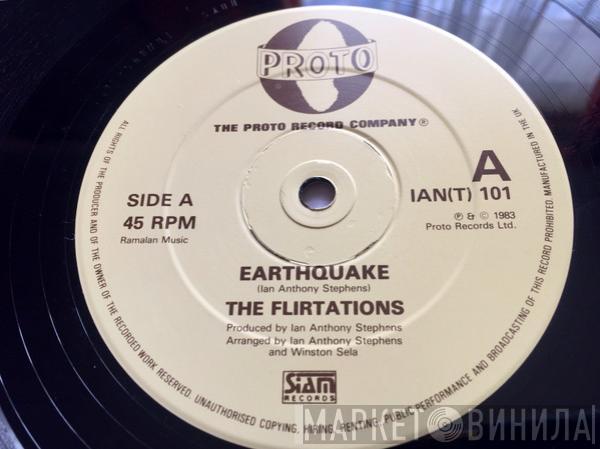 PROTO
THE PROTO RECORD COMPANY®
SIDE A
45 RPM
Ramalan Music
A
IAN(T) 101
℗ & © 1983
Proto Records Ltd.
EARTHQUAKE
(Ian Anthony Stephens)
THE FLIRTATIONS
Produced by Ian Anthony Stephens
Arranged by Ian Anthony Stephens
and Winston Sela
SIAM
RECORDS
ALL RIGHTS OF THE PRODUCER AND OF THE OWNER OF THE RECORDED WORK RESERVED. UNAUTHORISED COPYING, HIRING, RENTING, PUBLIC PERFORMANCE AND BROADCASTING OF THIS RECORD PROHIBITED. MANUFACTURED IN THE UK.
МАРКЕТ ВИНИЛА